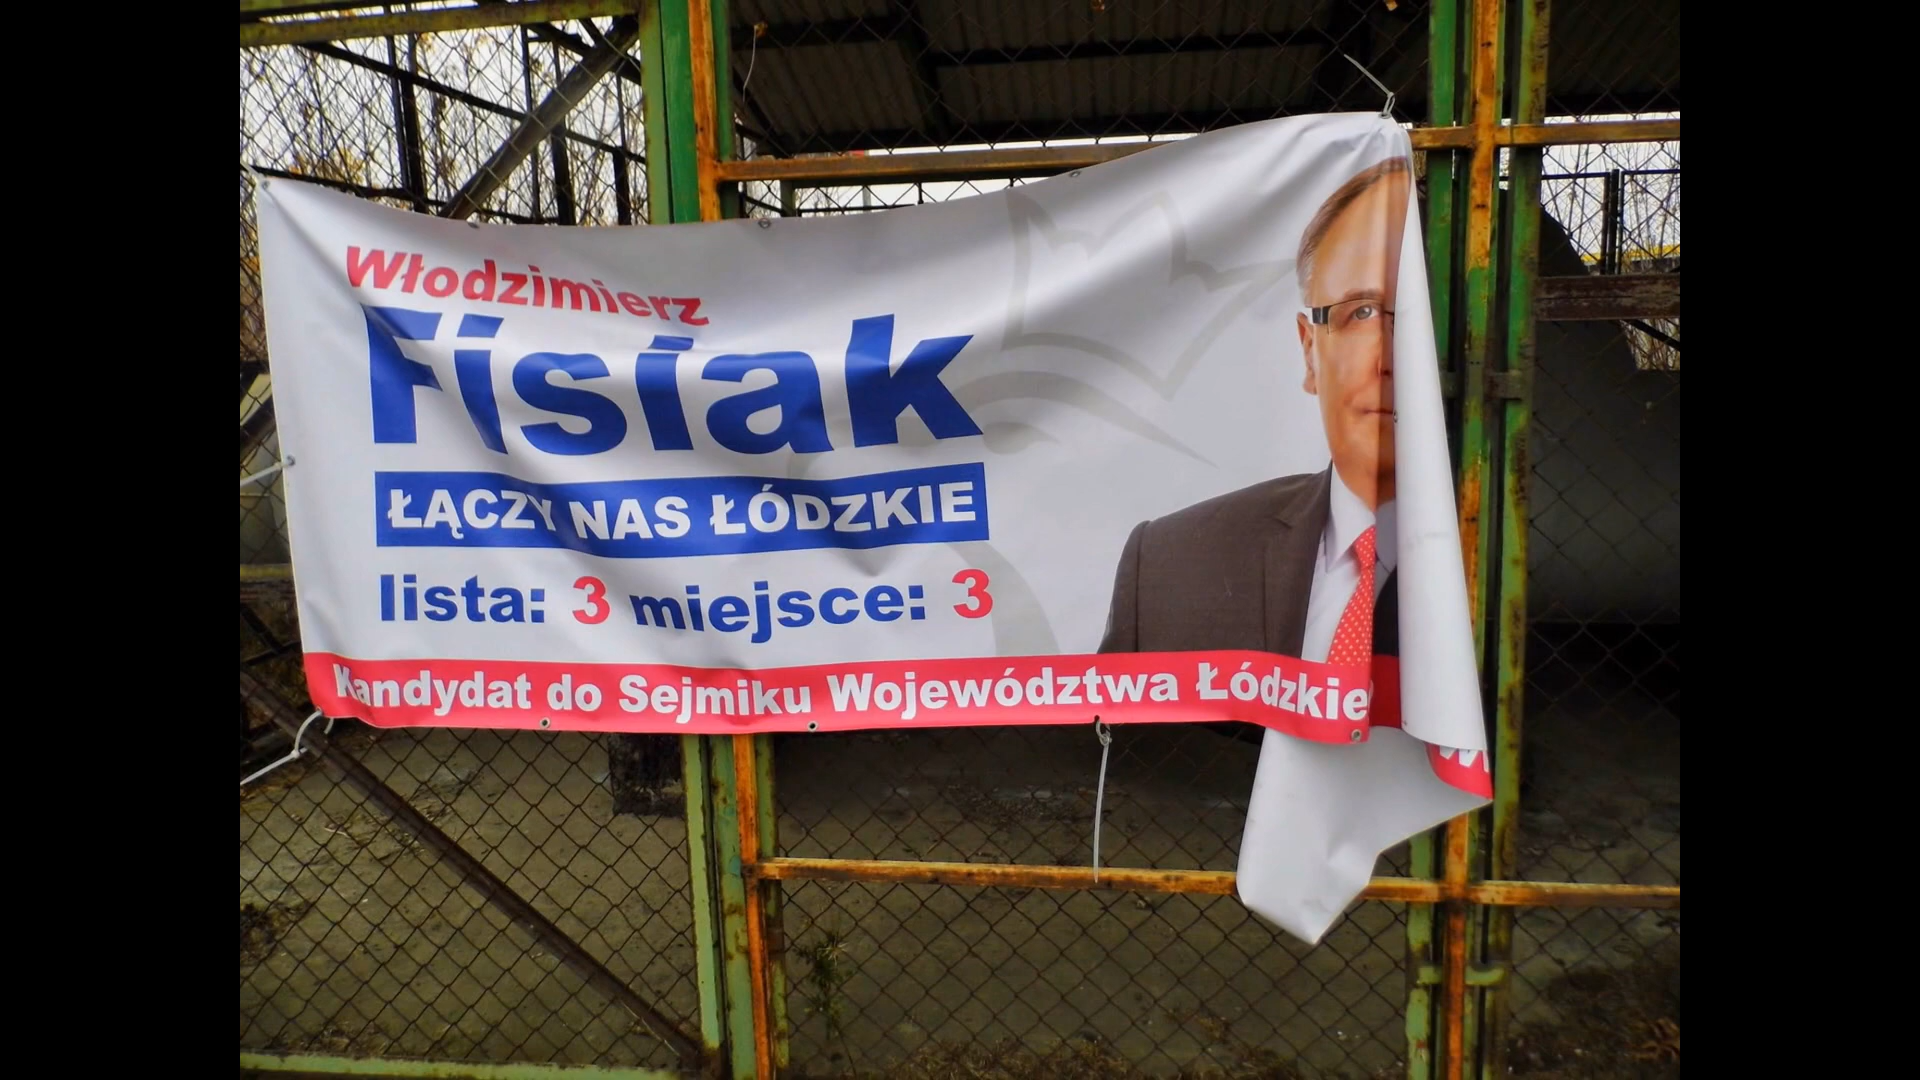 Włodzimierz
Fisiak
ŁĄCZY NAS ŁÓDZKIE
lista: 3 miejsce: 3
Kandydat do Sejmiku Województwa Łódzkie